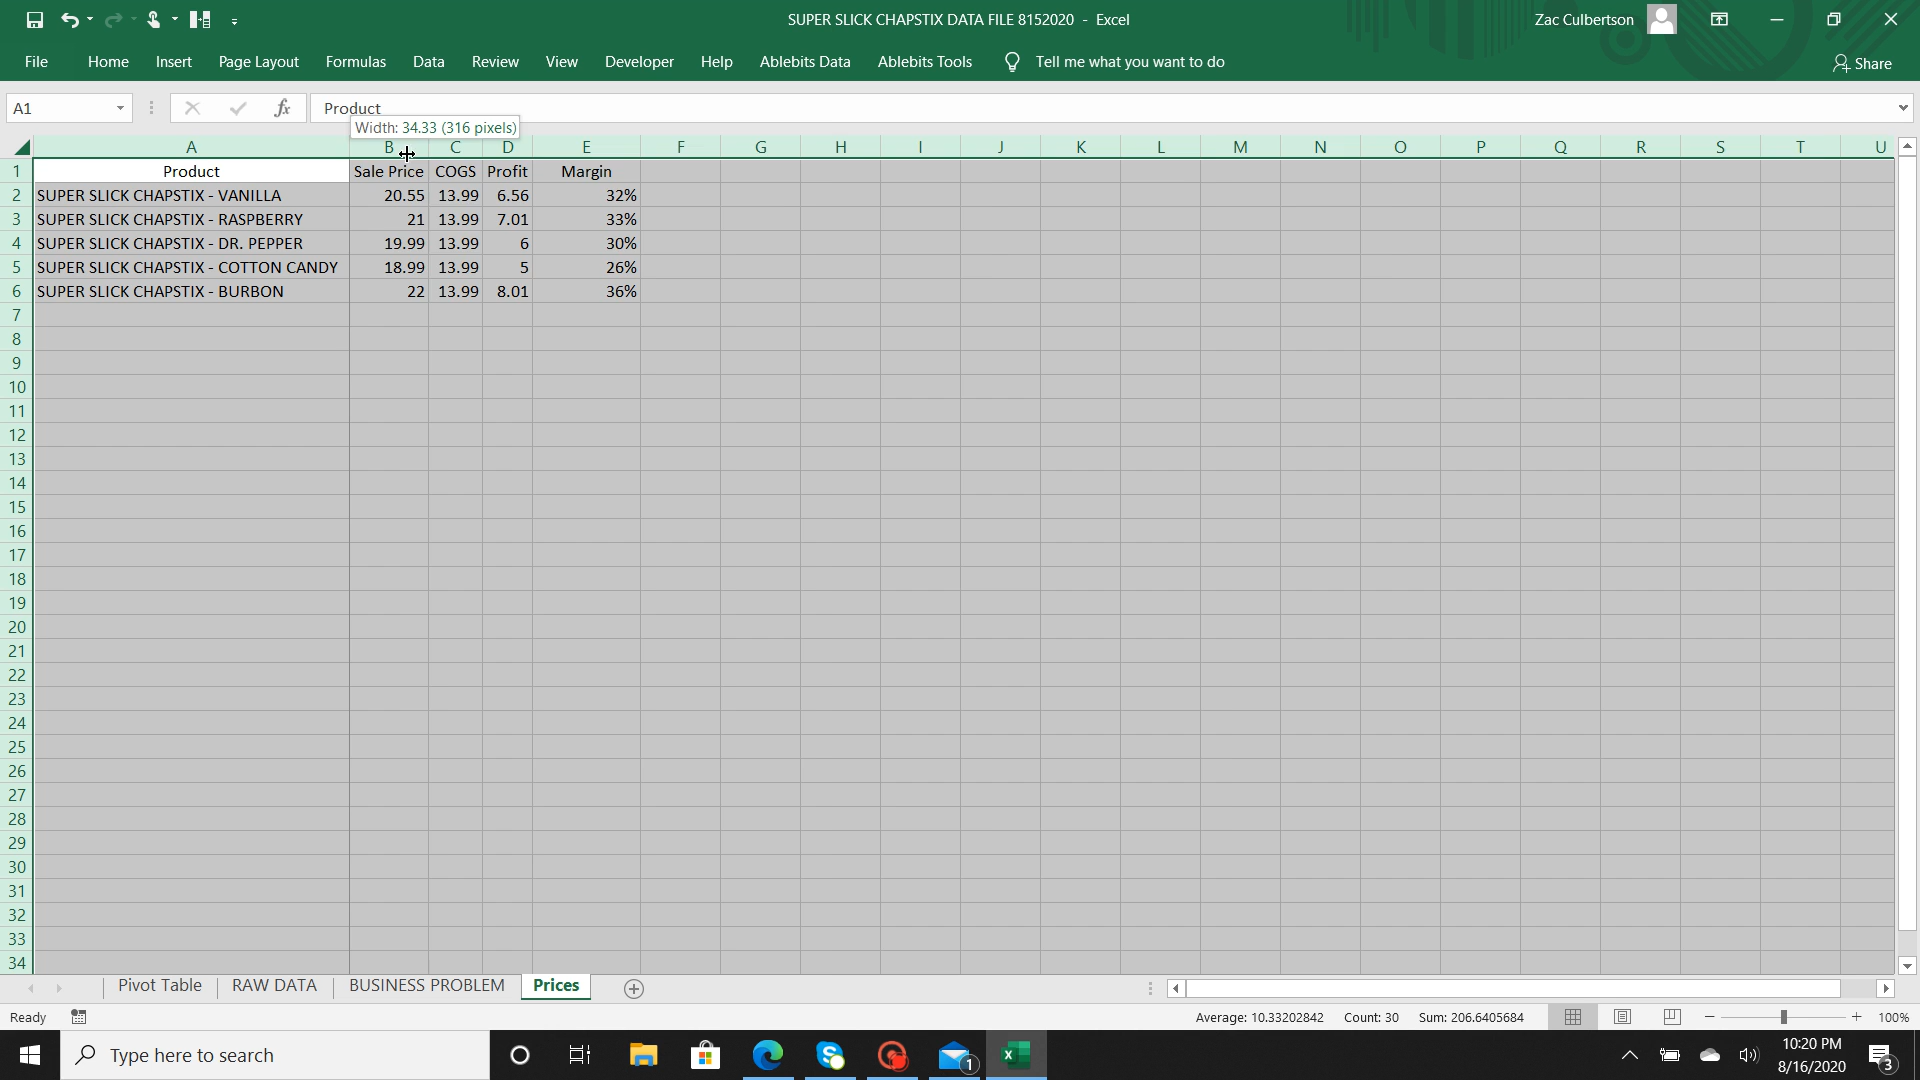 SUPER SLICK CHAPSTIX DATA FILE 8152020 - Excel
Zac Culbertson
File Home Insert Page Layout Formulas Data Review View Developer Help Ablebits Data Ablebits Tools Tell me what you want to do Share
A1 fx Product
Width: 34.33 (316 pixels)
A B C D E F G H I J K L M N O P Q R S T U
1 Product Sale Price COGS Profit Margin
2 SUPER SLICK CHAPSTIX - VANILLA 20.55 13.99 6.56 32%
3 SUPER SLICK CHAPSTIX - RASPBERRY 21 13.99 7.01 33%
4 SUPER SLICK CHAPSTIX - DR. PEPPER 19.99 13.99 6 30%
5 SUPER SLICK CHAPSTIX - COTTON CANDY 18.99 13.99 5 26%
6 SUPER SLICK CHAPSTIX - BURBON 22 13.99 8.01 36%
7
8
9
10
11
12
13
14
15
16
17
18
19
20
21
22
23
24
25
26
27
28
29
30
31
32
33
34
Pivot Table RAW DATA BUSINESS PROBLEM Prices
Ready Average: 10.33202842 Count: 30 Sum: 206.6405684 100%
Type here to search 1 10:20 PM
8/16/2020 3